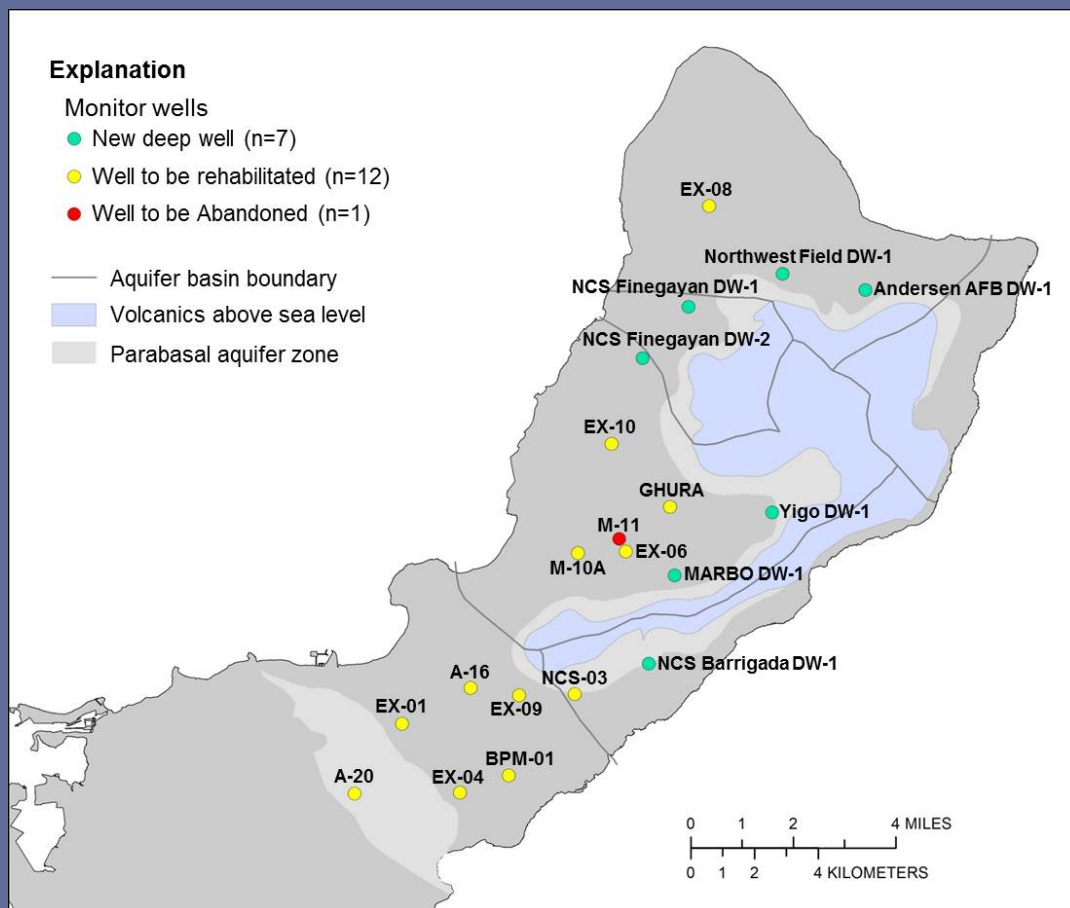 Explanation
Monitor wells
New deep well (n=7)
Well to be rehabilitated (n=12)
Well to be Abandoned (n=1)
Aquifer basin boundary
Volcanics above sea level
Parabasal aquifer zone
EX-08
Northwest Field DW-1
NCS Finegayan DW-1
Andersen AFB DW-1
NCS Finegayan DW-2
EX-10
GHURA
M-11
Yigo DW-1
EX-06
M-10A
MARBO DW-1
NCS Barrigada DW-1
A-16
NCS-03
EX-01
EX-09
BPM-01
A-20
EX-04
0 1 2 4 MILES
0 1 2 4 KILOMETERS